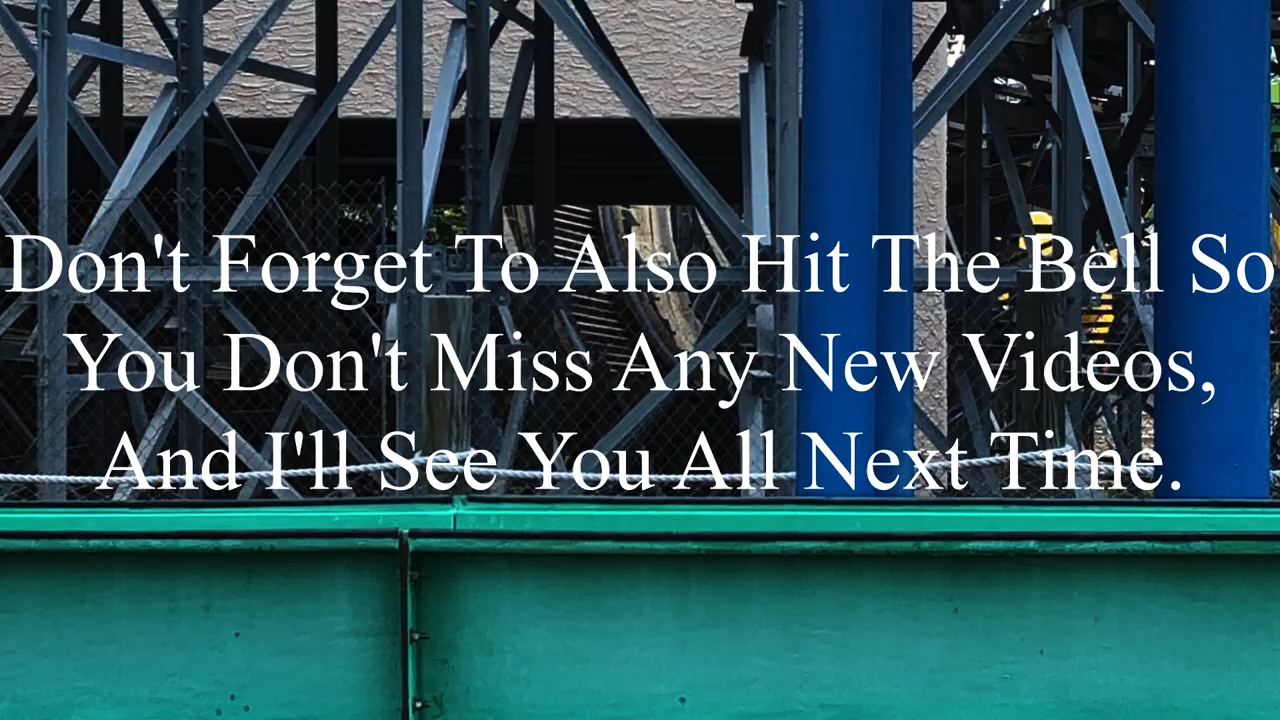 Don't Forget To Also Hit The Bell So
You Don't Miss Any New Videos,
And I'll See You All Next Time.